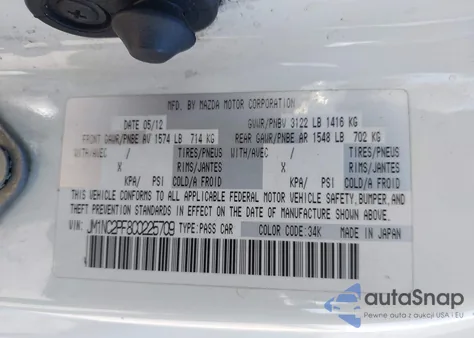 MFD. BY MAZDA MOTOR CORPORATION
DATE 05/12 GVWR/PNBV 3122 LB 1416 KG
FRONT GAWR/PNBE AV 1574 LB 714 KG REAR GAWR/PNBE AR 1548 LB 702 KG
WITH/AVEC / TIRES/PNEUS WITH/AVEC / TIRES/PNEUS
X RIMS/JANTES X RIMS/JANTES
KPA/ PSI COLD/A FROID KPA/ PSI COLD/A FROID
THIS VEHICLE CONFORMS TO ALL APPLICABLE FEDERAL MOTOR VEHICLE SAFETY, BUMPER, AND
THEFT PREVENTION STANDARDS IN EFFECT ON THE DATE OF MANUFACTURE SHOWN ABOVE.
VIN: JM1NC2PF8C0225709 TYPE:PASS CAR COLOR CODE:34K MADE IN JAPAN
autoSnap
Auto Aukcje z USA i EU